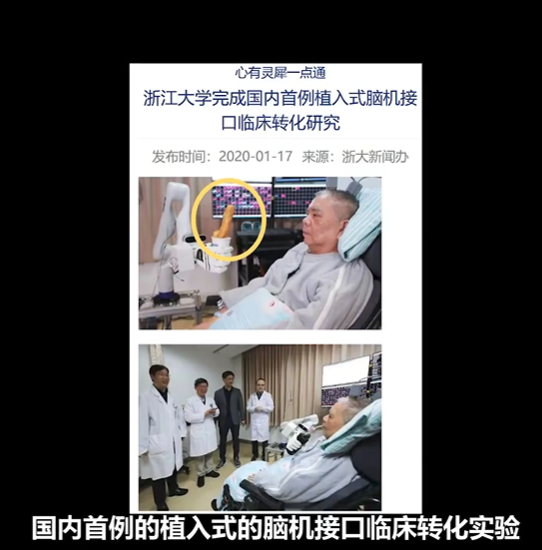 心有灵犀一点通
浙江大学完成国内首例植入式脑机接
口临床转化研究
发布时间：2020-01-17 来源：浙大新闻办
国内首例的植入式的脑机接口临床转化实验